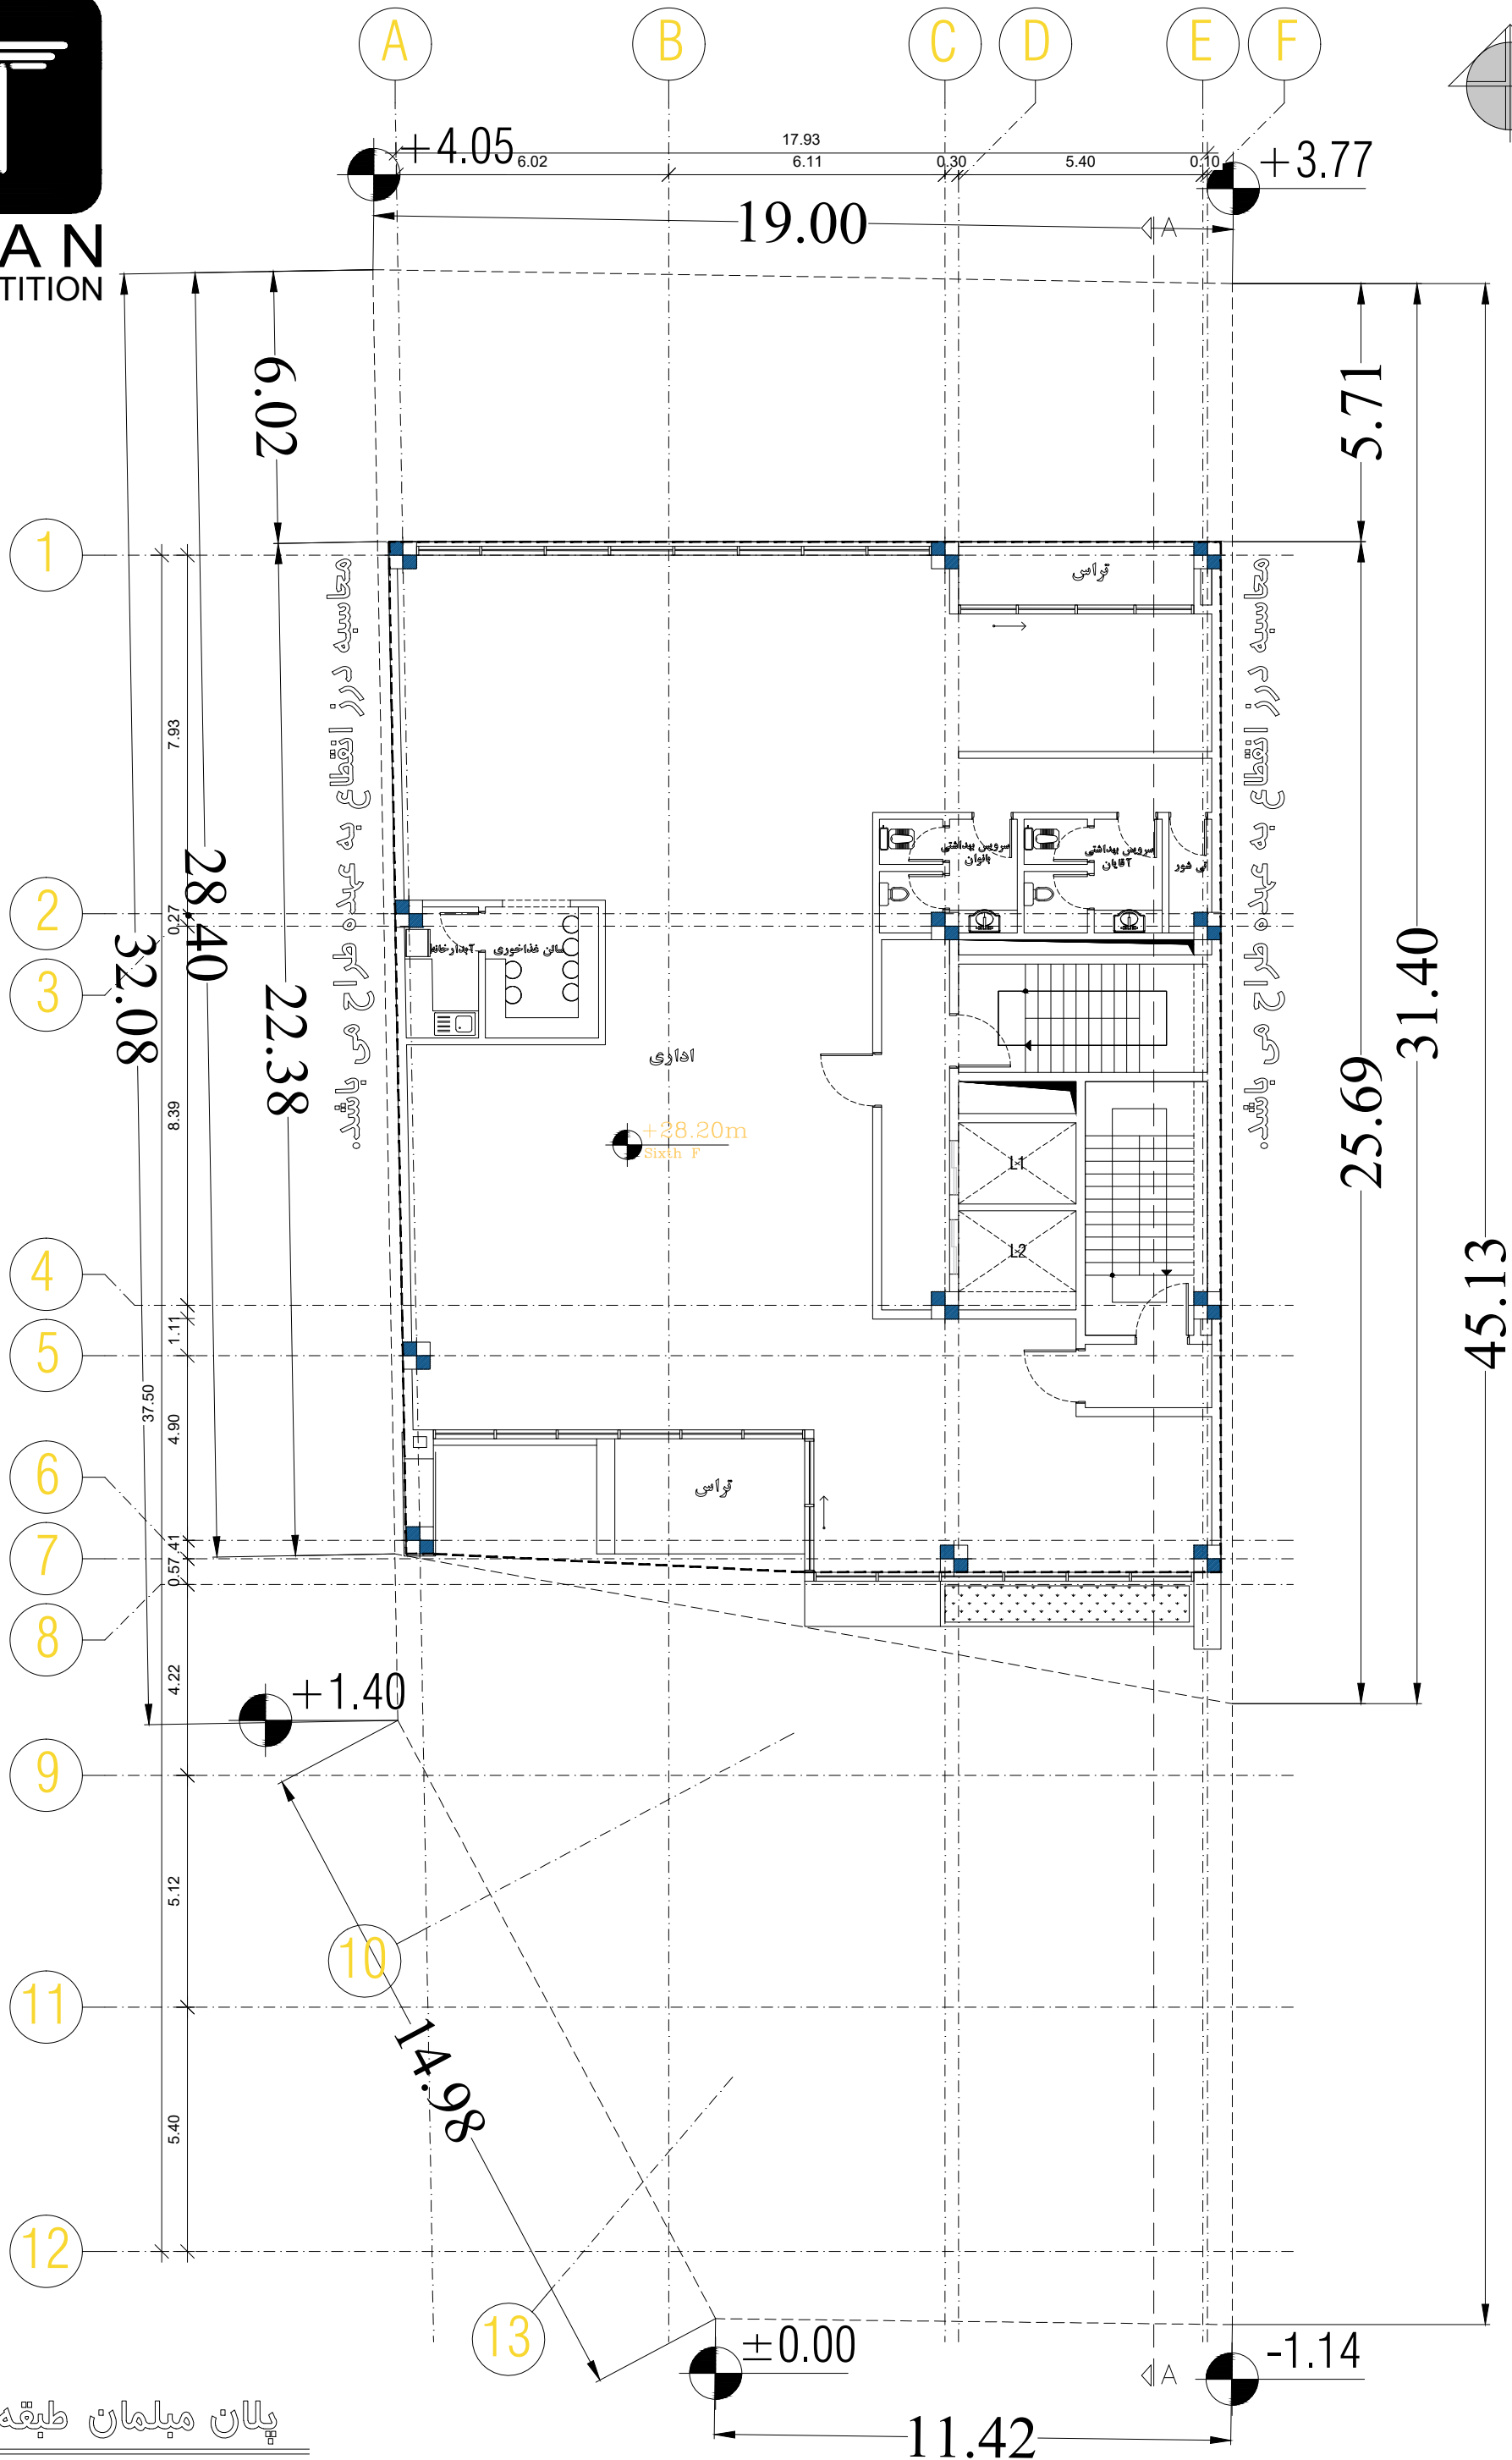 A
B
C
D
E
F
A N
TITION
17.93
+4.05
6.02
6.11
0.30
5.40
0.10
+3.77
19.00
A
6.02
5.71
1
تراس
محاسبه درز انقطاع به عهده طراح می باشد.
محاسبه درز انقطاع به عهده طراح می باشد.
7.93
28.40
32.08
22.38
31.40
25.69
45.13
سرویس بهداشتی
بانوان
سرویس بهداشتی
آقایان
تی شور
2
0.27
3
آبدارخانه
سالن غذاخوری
اداری
8.39
+28.20m
Sixth F
L1
L2
4
1.11
5
37.50
4.90
6
تراس
.41
7
0.57
8
4.22
+1.40
9
5.12
10
11
14.98
5.40
12
13
±0.00
-1.14
A
11.42
پلان مبلمان طبقه